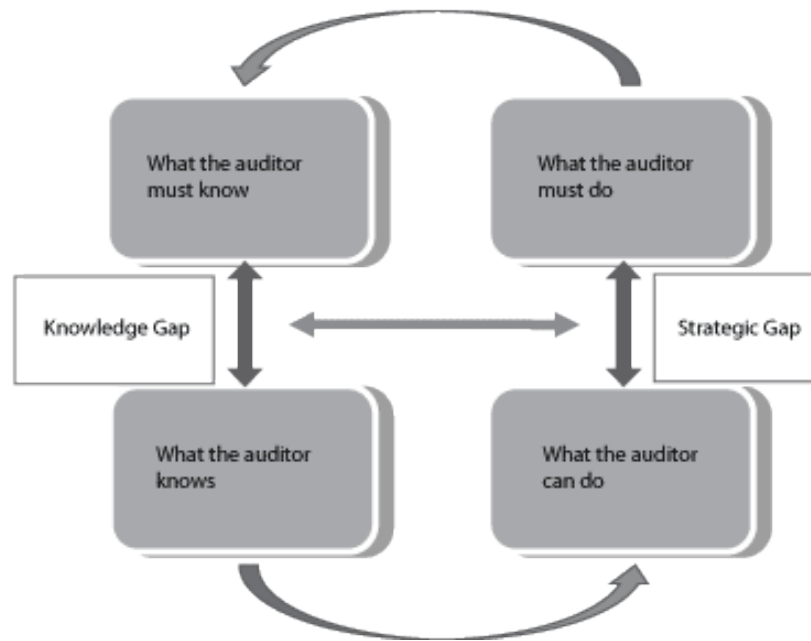 What the auditor
must know
What the auditor
must do
Knowledge Gap
Strategic Gap
What the auditor
knows
What the auditor
can do